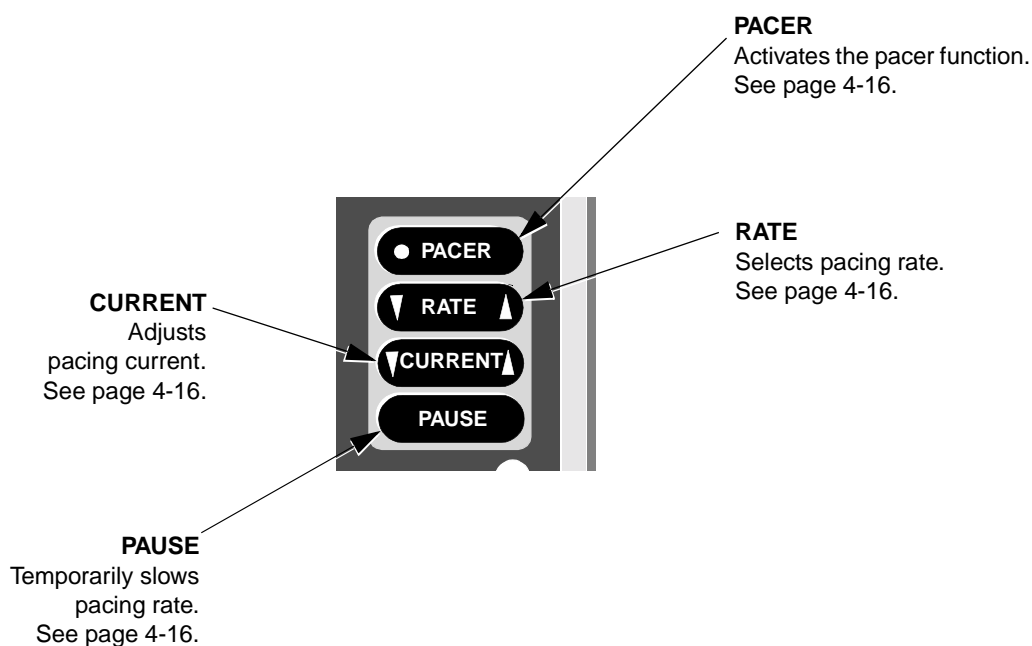 PACER
Activates the pacer function.
See page 4-16.
PACER
RATE
Selects pacing rate.
See page 4-16.
RATE
CURRENT
Adjusts
pacing current.
See page 4-16.
CURRENT
PAUSE
PAUSE
Temporarily slows
pacing rate.
See page 4-16.